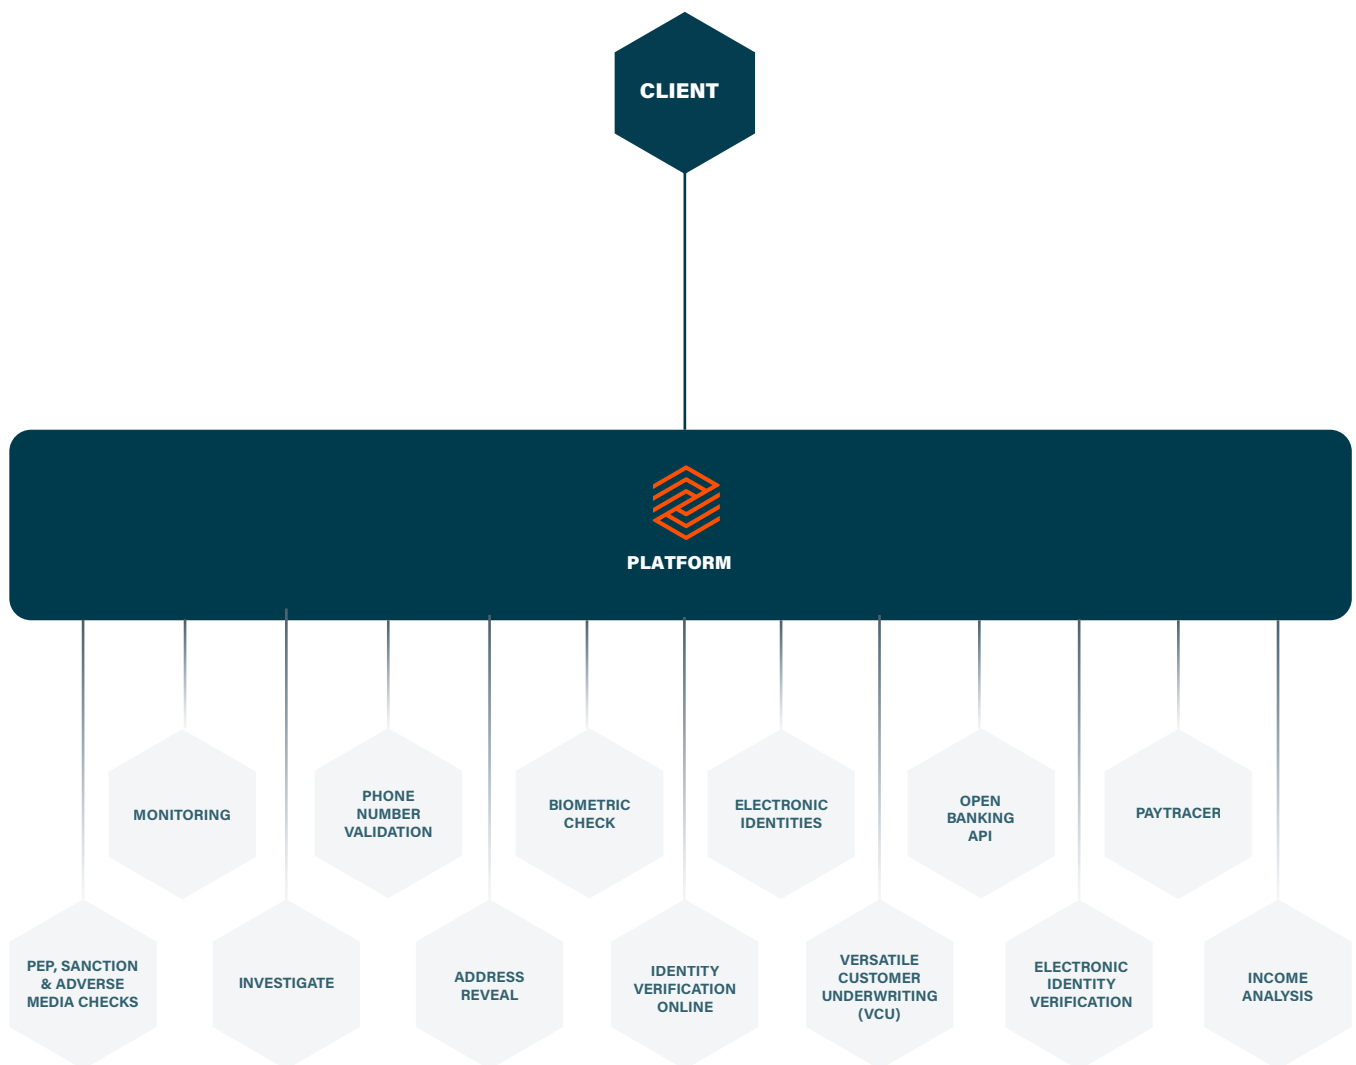 CLIENT
PLATFORM
MONITORING
PHONE
NUMBER
VALIDATION
BIOMETRIC
CHECK
ELECTRONIC
IDENTITIES
OPEN
BANKING
API
PAYTRACER
PEP, SANCTION
& ADVERSE
MEDIA CHECKS
INVESTIGATE
ADDRESS
REVEAL
IDENTITY
VERIFICATION
ONLINE
VERSATILE
CUSTOMER
UNDERWRITING
(VCU)
ELECTRONIC
IDENTITY
VERIFICATION
INCOME
ANALYSIS